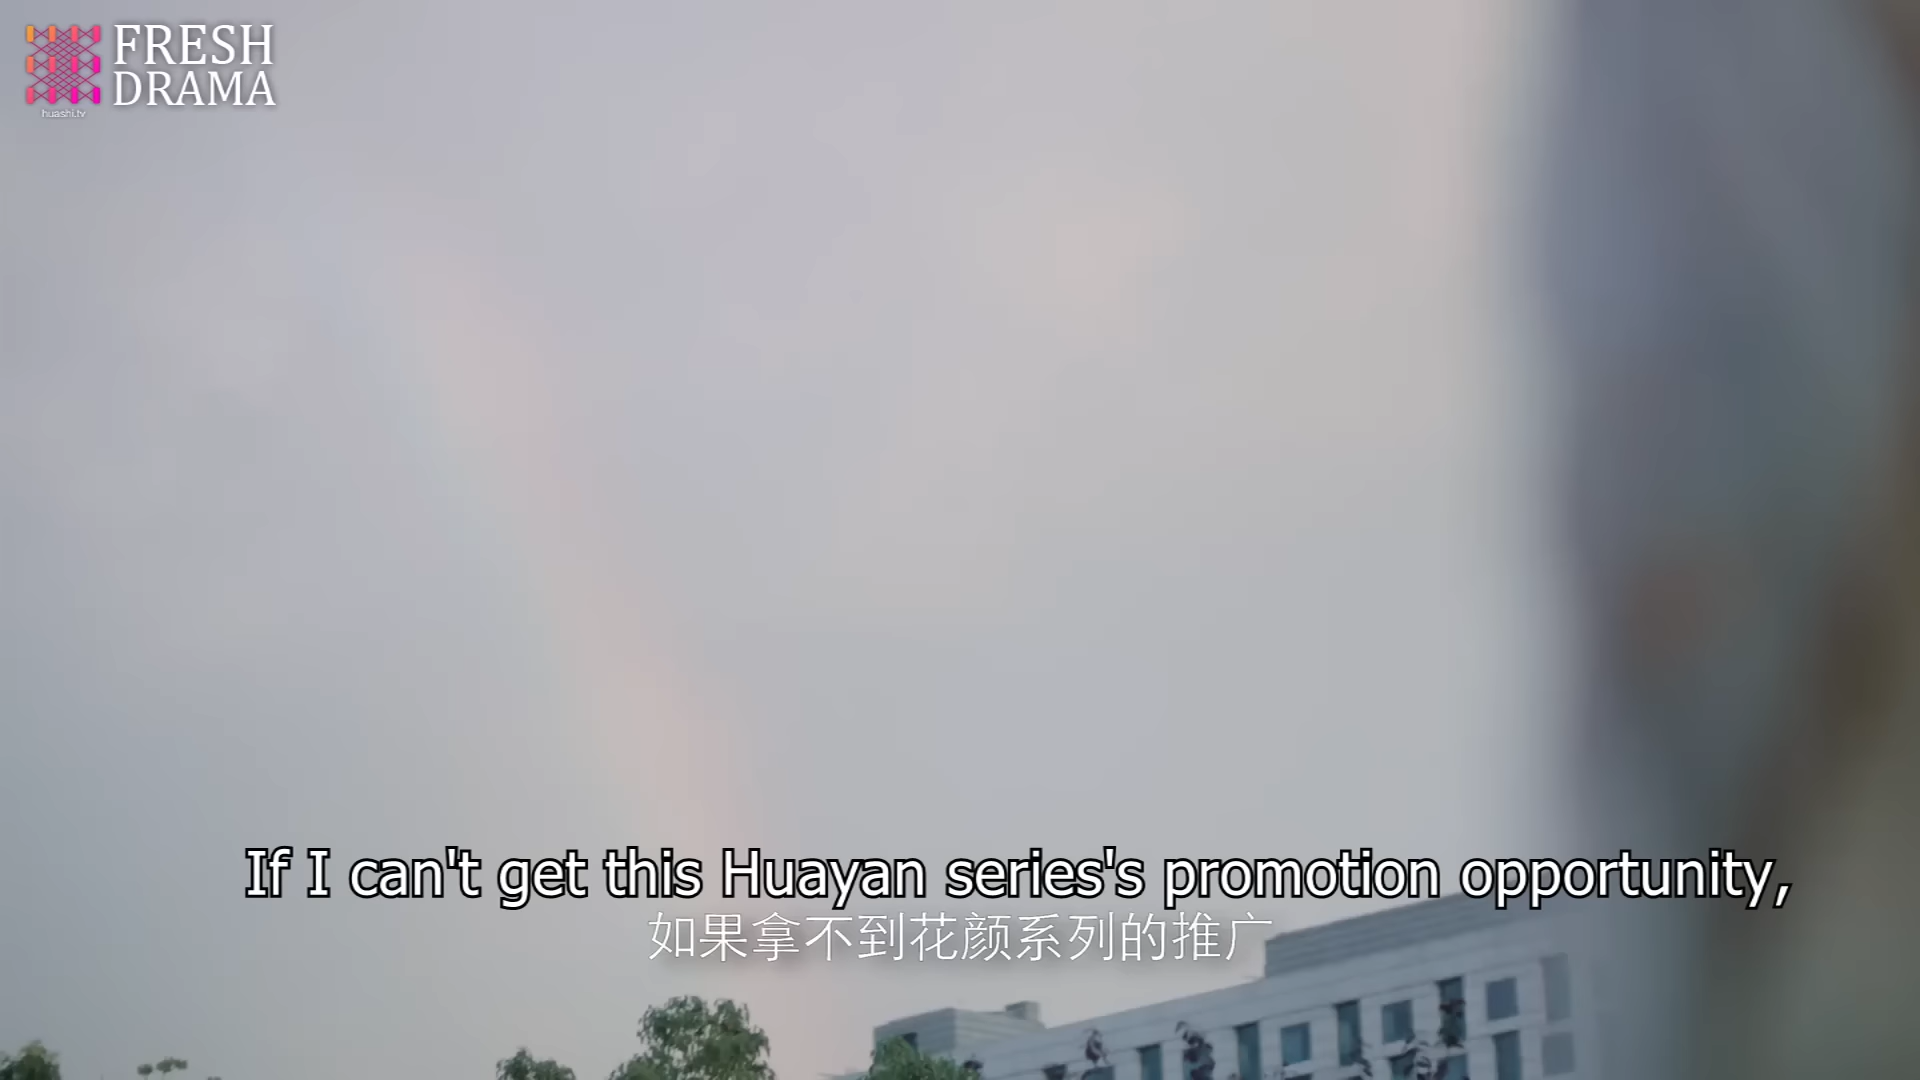 FRESH
DRAMA
huashi.tv
If I can't get this Huayan series's promotion opportunity,
如果拿不到花颜系列的推广